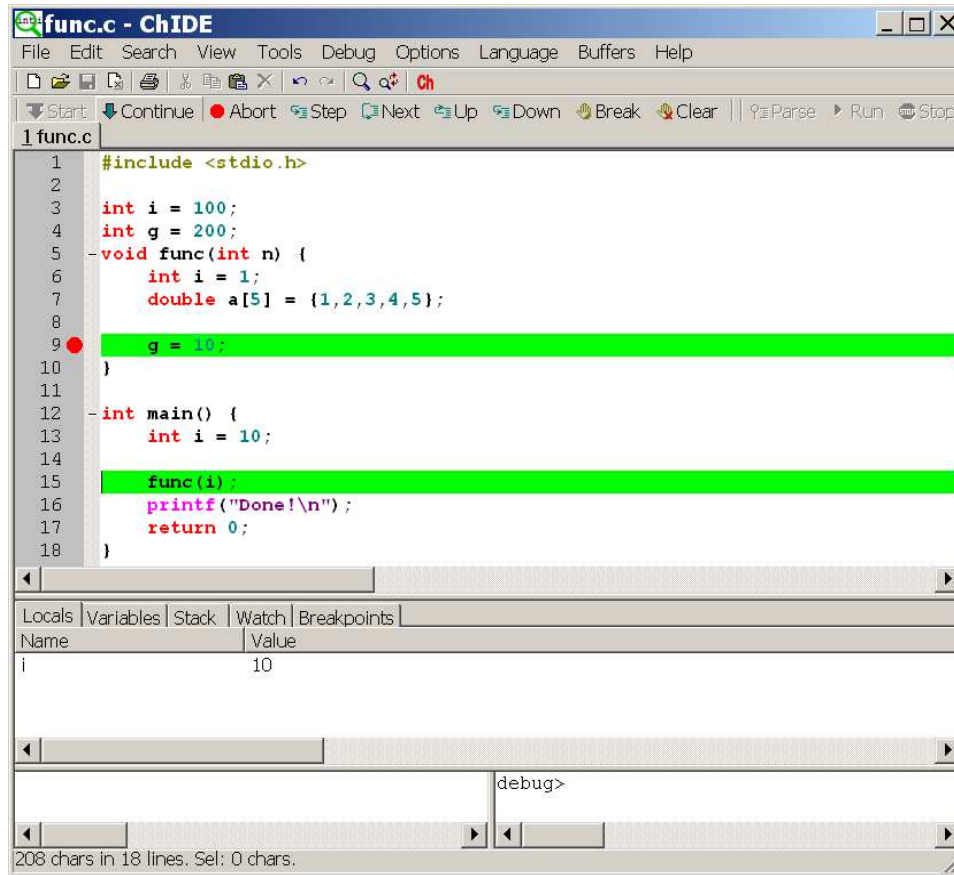 func.c - ChIDE
File Edit Search View Tools Debug Options Language Buffers Help
Ch
Start Continue Abort Step Next Up Down Break Clear Parse Run Stop
1 func.c
1 #include <stdio.h>
2
3 int i = 100;
4 int g = 200;
5 void func(int n) {
6 int i = 1;
7 double a[5] = {1,2,3,4,5};
8
9 g = 10;
10 }
11
12 int main() {
13 int i = 10;
14
15 func(i);
16 printf("Done!\n");
17 return 0;
18 }
Locals Variables Stack Watch Breakpoints
Name Value
i 10
debug>
208 chars in 18 lines. Sel: 0 chars.